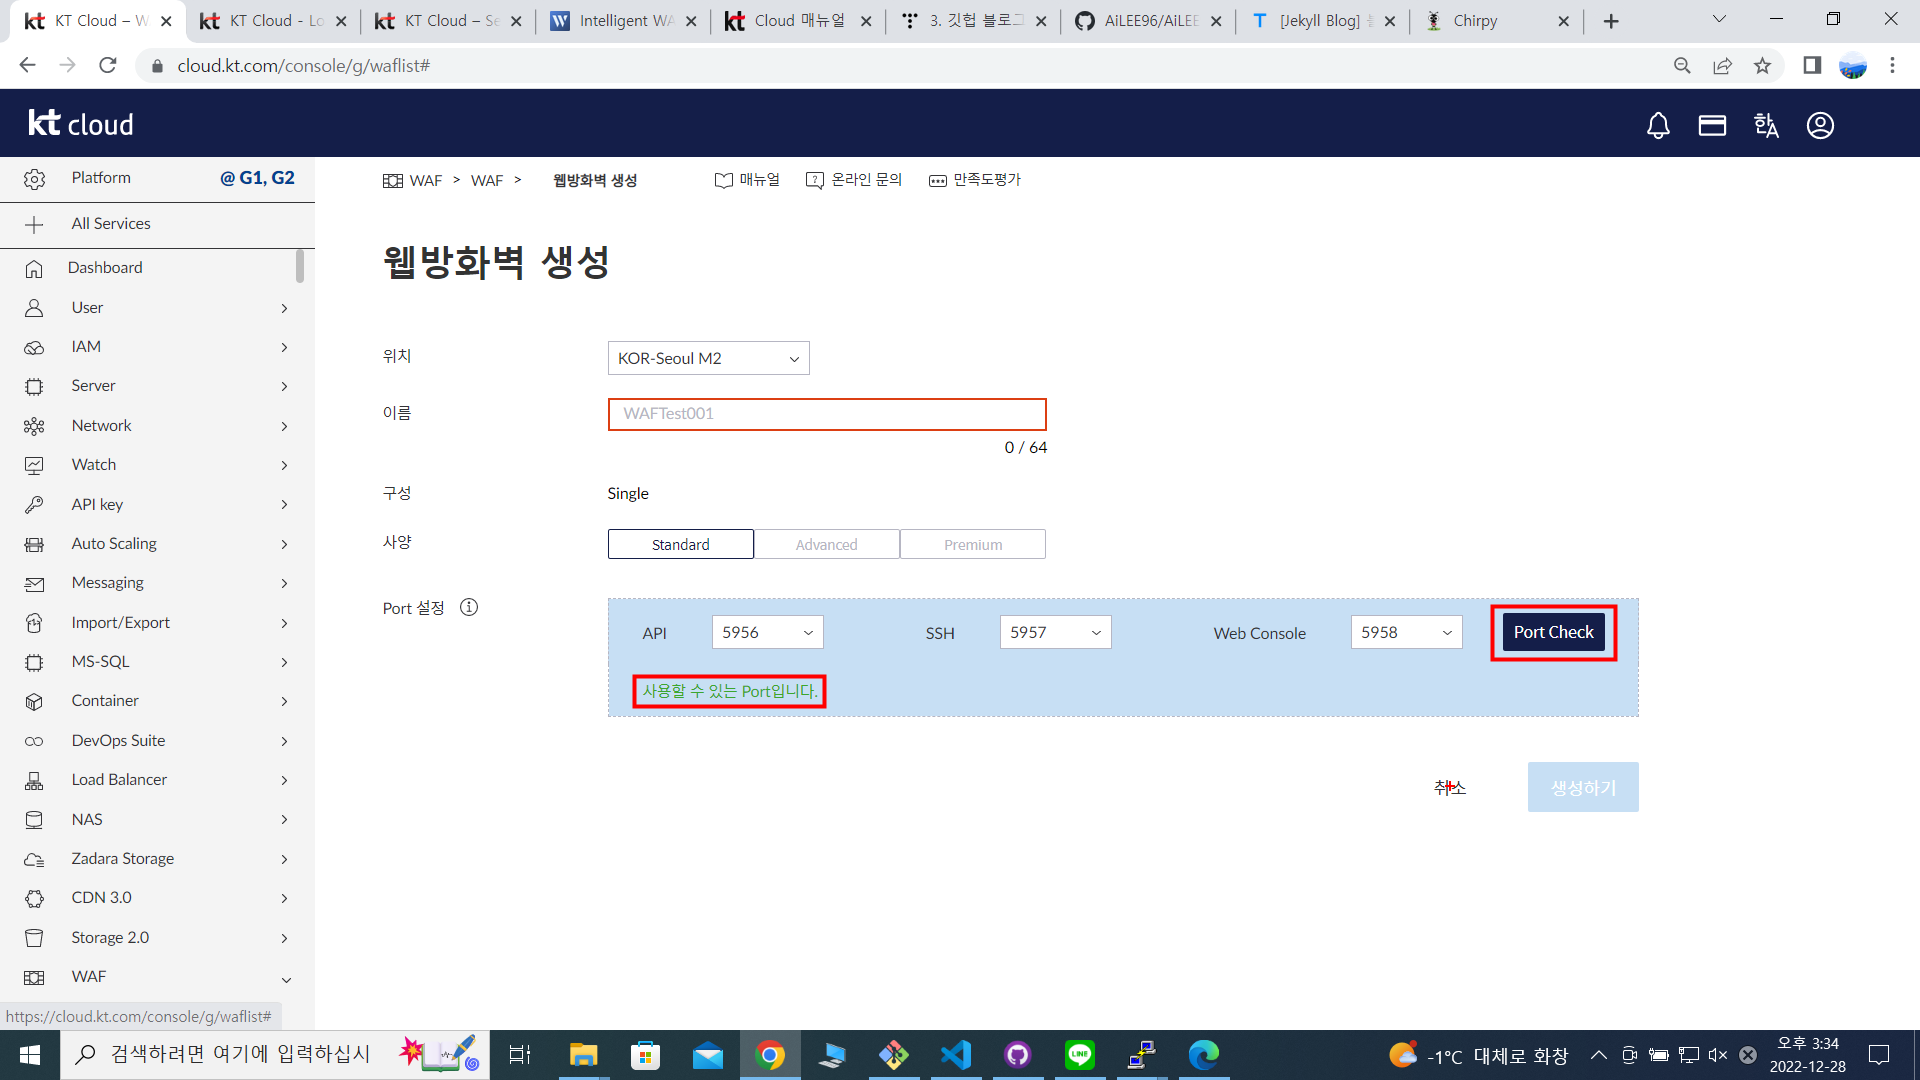 KT Cloud – W
KT Cloud - Lo
KT Cloud – Se
Intelligent WA
Cloud 매뉴얼
3. 깃헙 블로그
AiLEE96/AiLEE
[Jekyll Blog]
Chirpy
cloud.kt.com/console/g/waflist#
kt cloud
한A
Platform @ G1, G2
All Services
Dashboard
User
IAM
Server
Network
Watch
API key
Auto Scaling
Messaging
Import/Export
MS-SQL
Container
DevOps Suite
Load Balancer
NAS
Zadara Storage
CDN 3.0
Storage 2.0
WAF
https://cloud.kt.com/console/g/waflist#
WAF > WAF > 웹방화벽 생성
매뉴얼
온라인 문의
만족도평가
웹방화벽 생성
위치 KOR-Seoul M2
이름 WAFTest001
0 / 64
구성 Single
사양 Standard Advanced Premium
Port 설정
API 5956 SSH 5957 Web Console 5958 Port Check
사용할 수 있는 Port입니다.
취소 생성하기
검색하려면 여기에 입력하십시
LINE
-1°C 대체로 화창
오후 3:34
2022-12-28